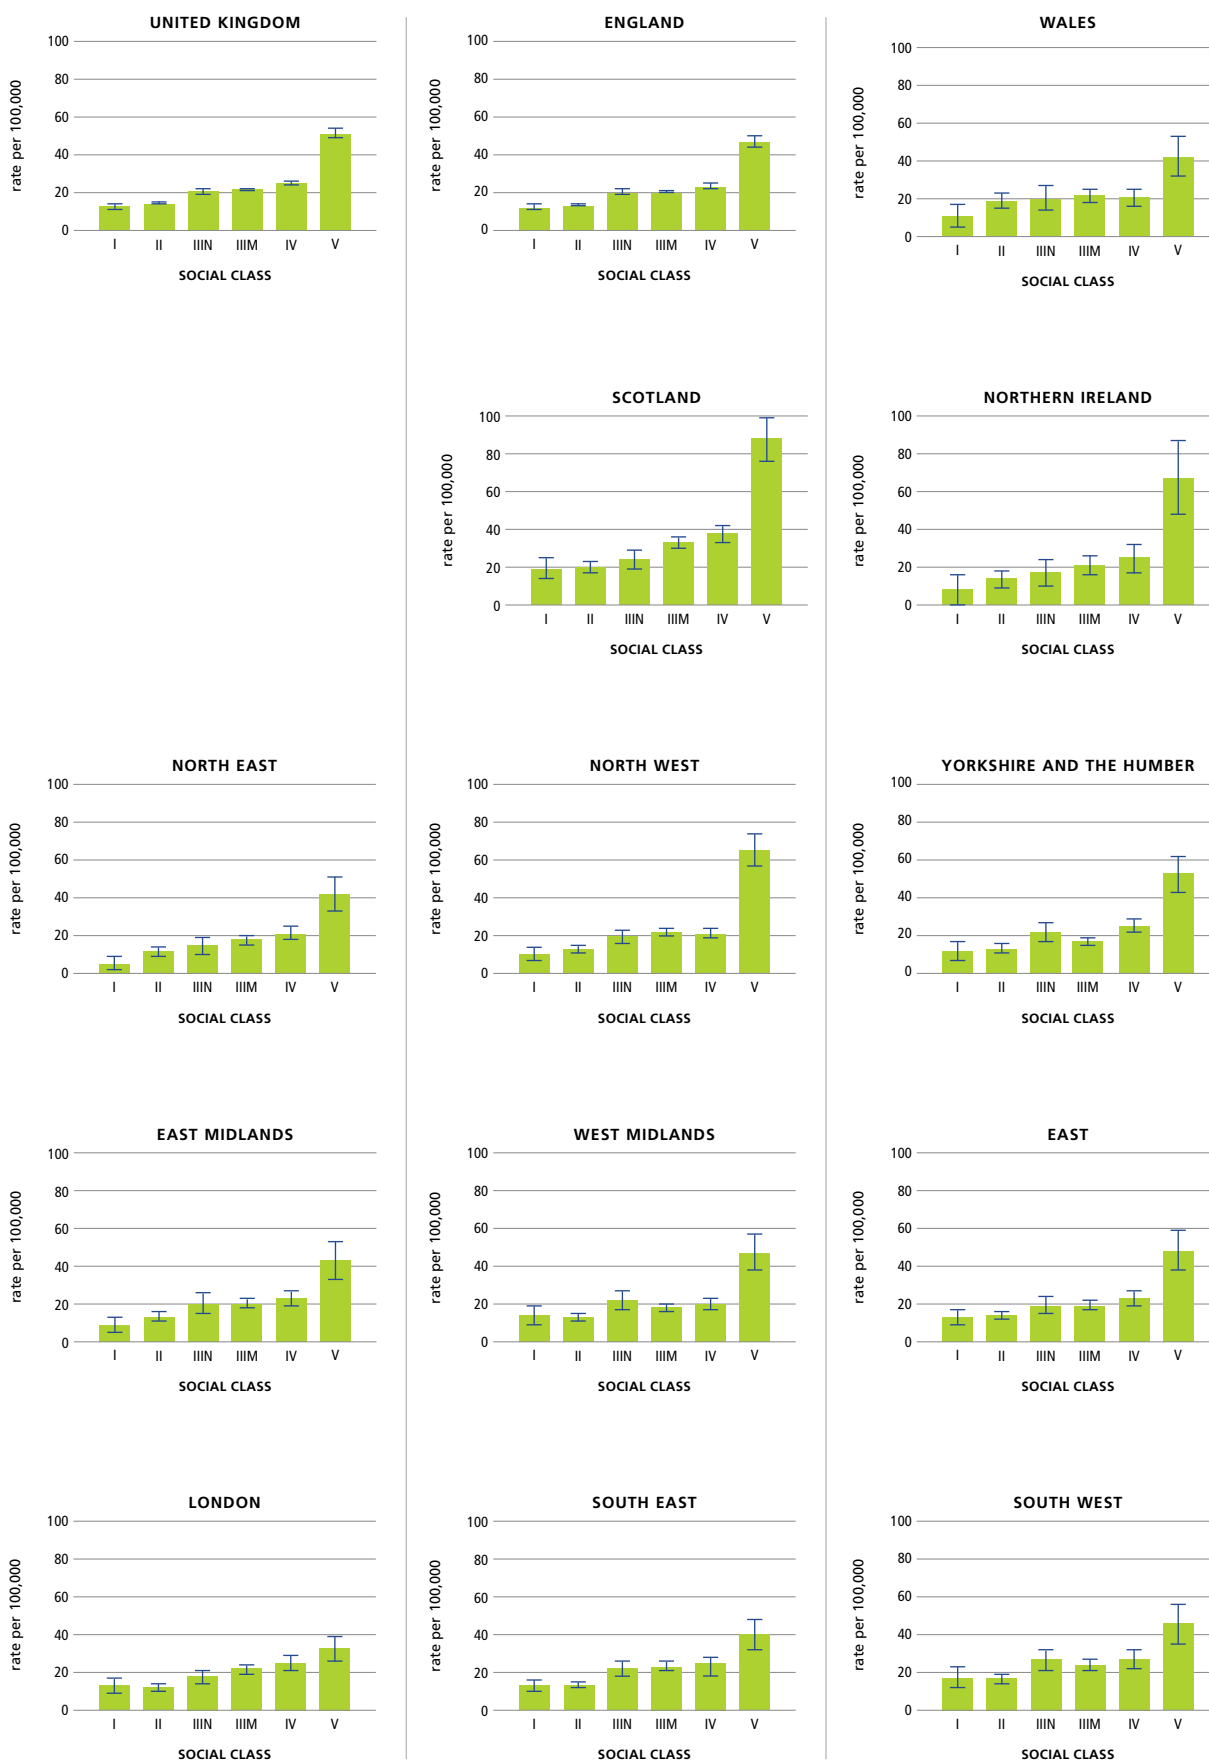 UNITED KINGDOM
rate per 100,000
100
80
60
40
20
0
I II IIIN IIIM IV V
SOCIAL CLASS
ENGLAND
rate per 100,000
100
80
60
40
20
0
I II IIIN IIIM IV V
SOCIAL CLASS
WALES
rate per 100,000
100
80
60
40
20
0
I II IIIN IIIM IV V
SOCIAL CLASS
SCOTLAND
rate per 100,000
100
80
60
40
20
0
I II IIIN IIIM IV V
SOCIAL CLASS
NORTHERN IRELAND
rate per 100,000
100
80
60
40
20
0
I II IIIN IIIM IV V
SOCIAL CLASS
NORTH EAST
rate per 100,000
100
80
60
40
20
0
I II IIIN IIIM IV V
SOCIAL CLASS
NORTH WEST
rate per 100,000
100
80
60
40
20
0
I II IIIN IIIM IV V
SOCIAL CLASS
YORKSHIRE AND THE HUMBER
rate per 100,000
100
80
60
40
20
0
I II IIIN IIIM IV V
SOCIAL CLASS
EAST MIDLANDS
rate per 100,000
100
80
60
40
20
0
I II IIIN IIIM IV V
SOCIAL CLASS
WEST MIDLANDS
rate per 100,000
100
80
60
40
20
0
I II IIIN IIIM IV V
SOCIAL CLASS
EAST
rate per 100,000
100
80
60
40
20
0
I II IIIN IIIM IV V
SOCIAL CLASS
LONDON
rate per 100,000
100
80
60
40
20
0
I II IIIN IIIM IV V
SOCIAL CLASS
SOUTH EAST
rate per 100,000
100
80
60
40
20
0
I II IIIN IIIM IV V
SOCIAL CLASS
SOUTH WEST
rate per 100,000
100
80
60
40
20
0
I II IIIN IIIM IV V
SOCIAL CLASS